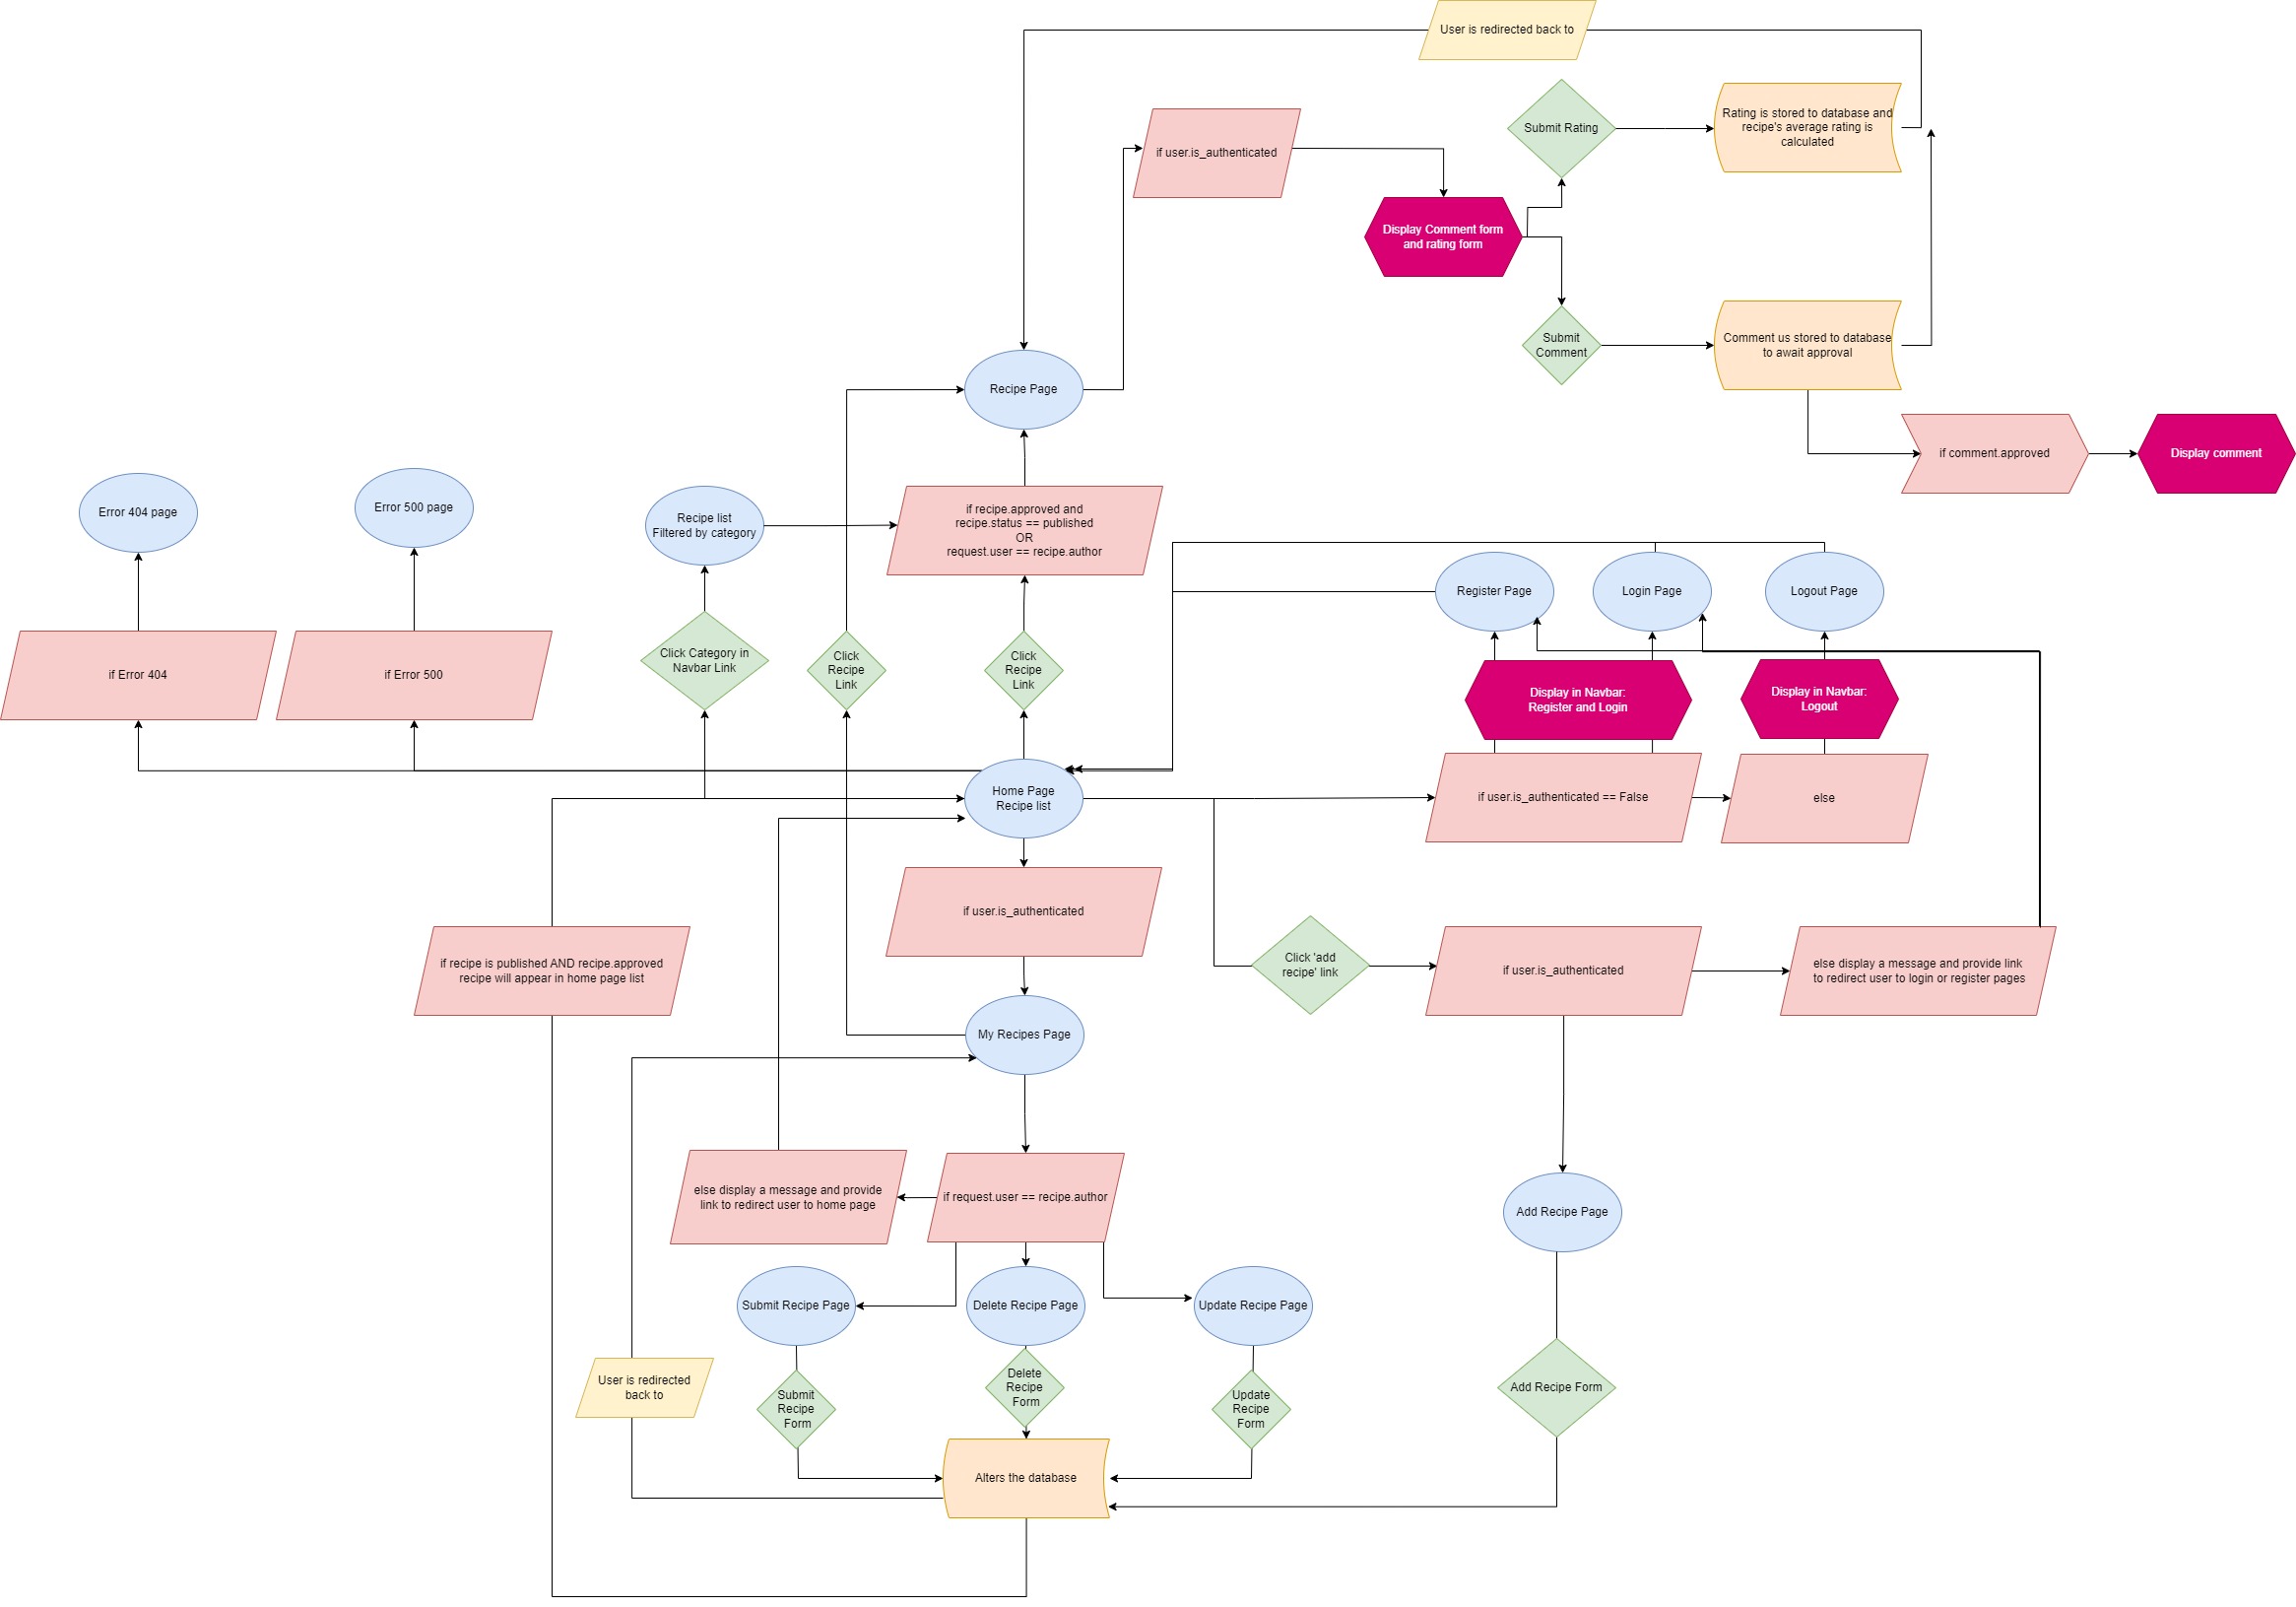 User is redirected back to
Submit Rating
Rating is stored to database and
recipe's average rating is
calculated
if user.is_authenticated
Display Comment form
and rating form
Submit
Comment
Comment us stored to database
to await approval
Recipe Page
if comment.approved
Display comment
Error 404 page
Error 500 page
Recipe list
Filtered by category
if recipe.approved and
recipe.status == published
OR
request.user == recipe.author
Register Page
Login Page
Logout Page
if Error 404
if Error 500
Click Category in
Navbar Link
Click
Recipe
Link
Click
Recipe
Link
Display in Navbar:
Register and Login
Display in Navbar:
Logout
Home Page
Recipe list
if user.is_authenticated == False
else
if user.is_authenticated
if recipe is published AND recipe.approved
recipe will appear in home page list
Click 'add
recipe' link
if user.is_authenticated
else display a message and provide link
to redirect user to login or register pages
My Recipes Page
else display a message and provide
link to redirect user to home page
if request.user == recipe.author
Add Recipe Page
Submit Recipe Page
Delete Recipe Page
Update Recipe Page
User is redirected
back to
Submit
Recipe
Form
Delete
Recipe
Form
Update
Recipe
Form
Add Recipe Form
Alters the database